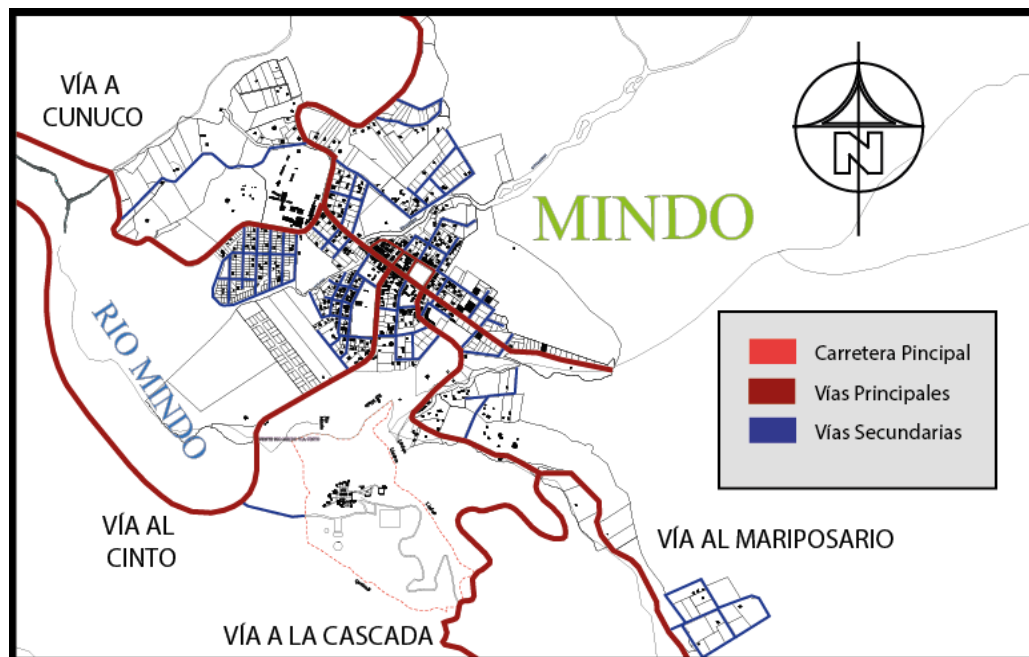 VÍA A
CUNUCO
N
MINDO
RIO MINDO
Carretera Pincipal
Vías Principales
Vías Secundarias
VÍA AL
CINTO
VÍA AL MARIPOSARIO
VÍA A LA CASCADA